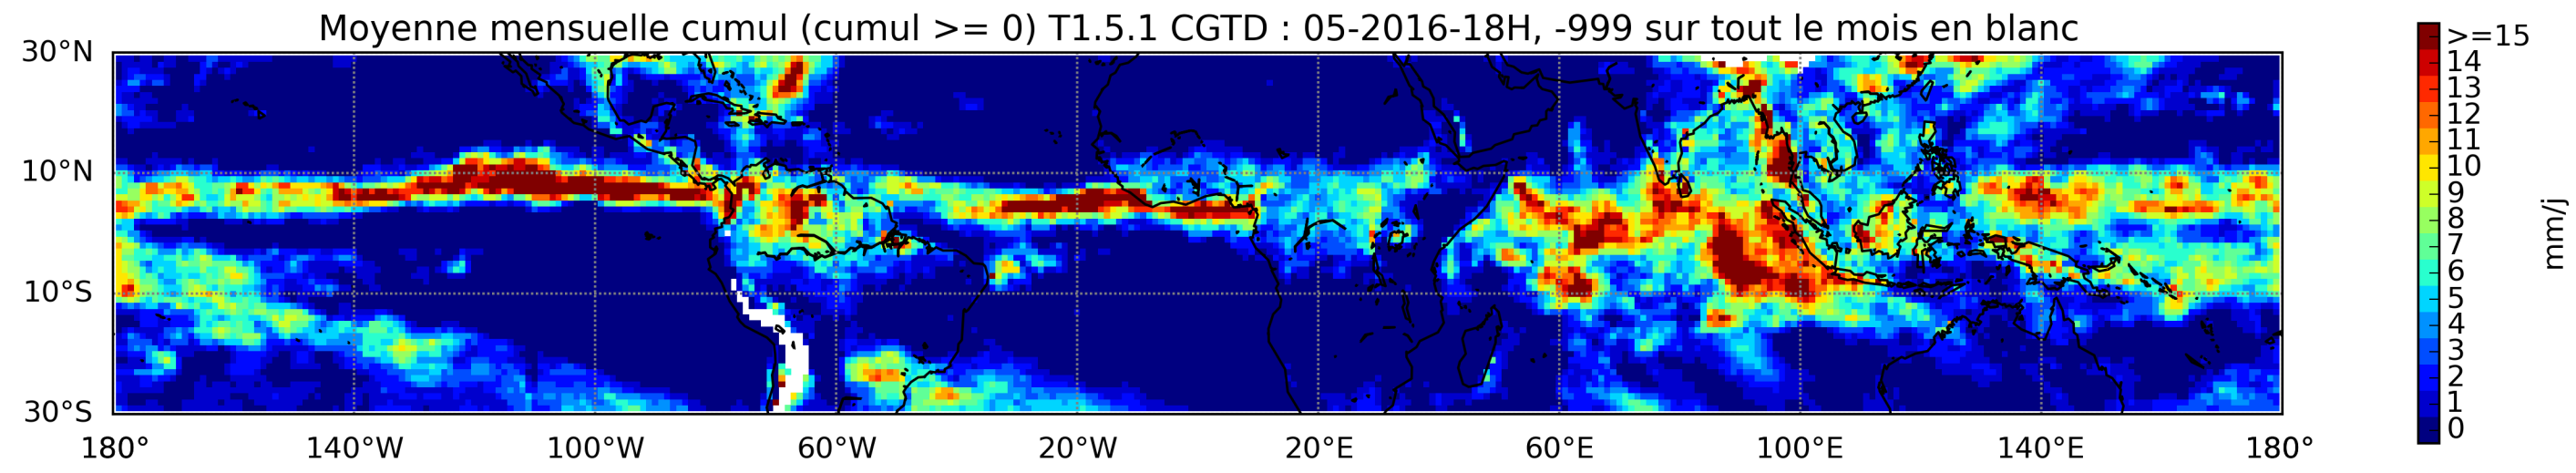 Moyenne mensuelle cumul (cumul >= 0) T1.5.1 CGTD : 05-2016-18H, -999 sur tout le mois en blanc
30°N
10°N
10°S
30°S
180° 140°W 100°W 60°W 20°W 20°E 60°E 100°E 140°E 180°
>=15
14
13
12
11
10
9
8
7
6
5
4
3
2
1
0
mm/j